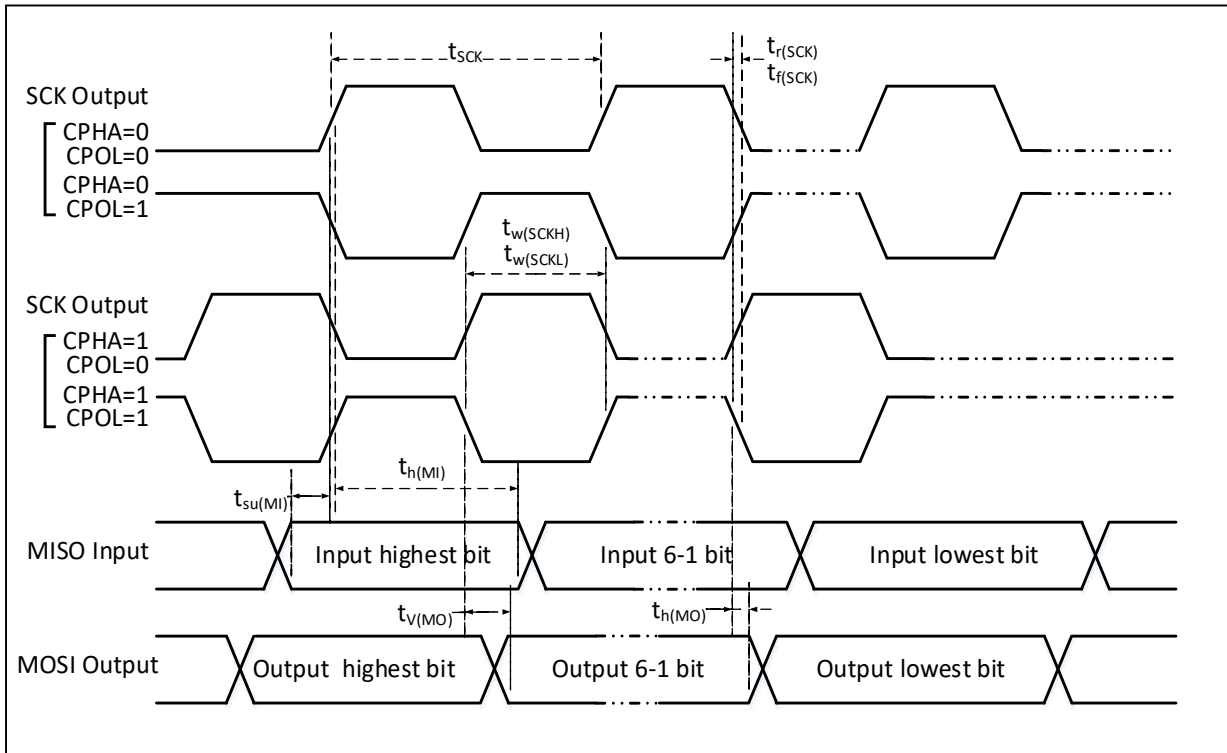 tSCK
tr(SCK)
tf(SCK)
SCK Output
CPHA=0
CPOL=0
CPHA=0
CPOL=1
tw(SCKH)
tw(SCKL)
SCK Output
CPHA=1
CPOL=0
CPHA=1
CPOL=1
th(MI)
tsu(MI)
MISO Input
Input highest bit
Input 6-1 bit
Input lowest bit
tV(MO)
th(MO)
MOSI Output
Output highest bit
Output 6-1 bit
Output lowest bit